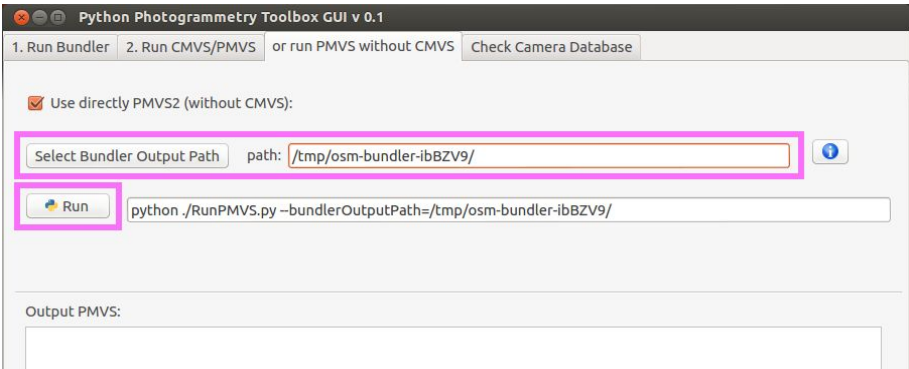 Python Photogrammetry Toolbox GUI v 0.1
1. Run Bundler 2. Run CMVS/PMVS or run PMVS without CMVS Check Camera Database
Use directly PMVS2 (without CMVS):
Select Bundler Output Path path: /tmp/osm-bundler-ibBZV9/
Run python ./RunPMVS.py --bundlerOutputPath=/tmp/osm-bundler-ibBZV9/
Output PMVS: